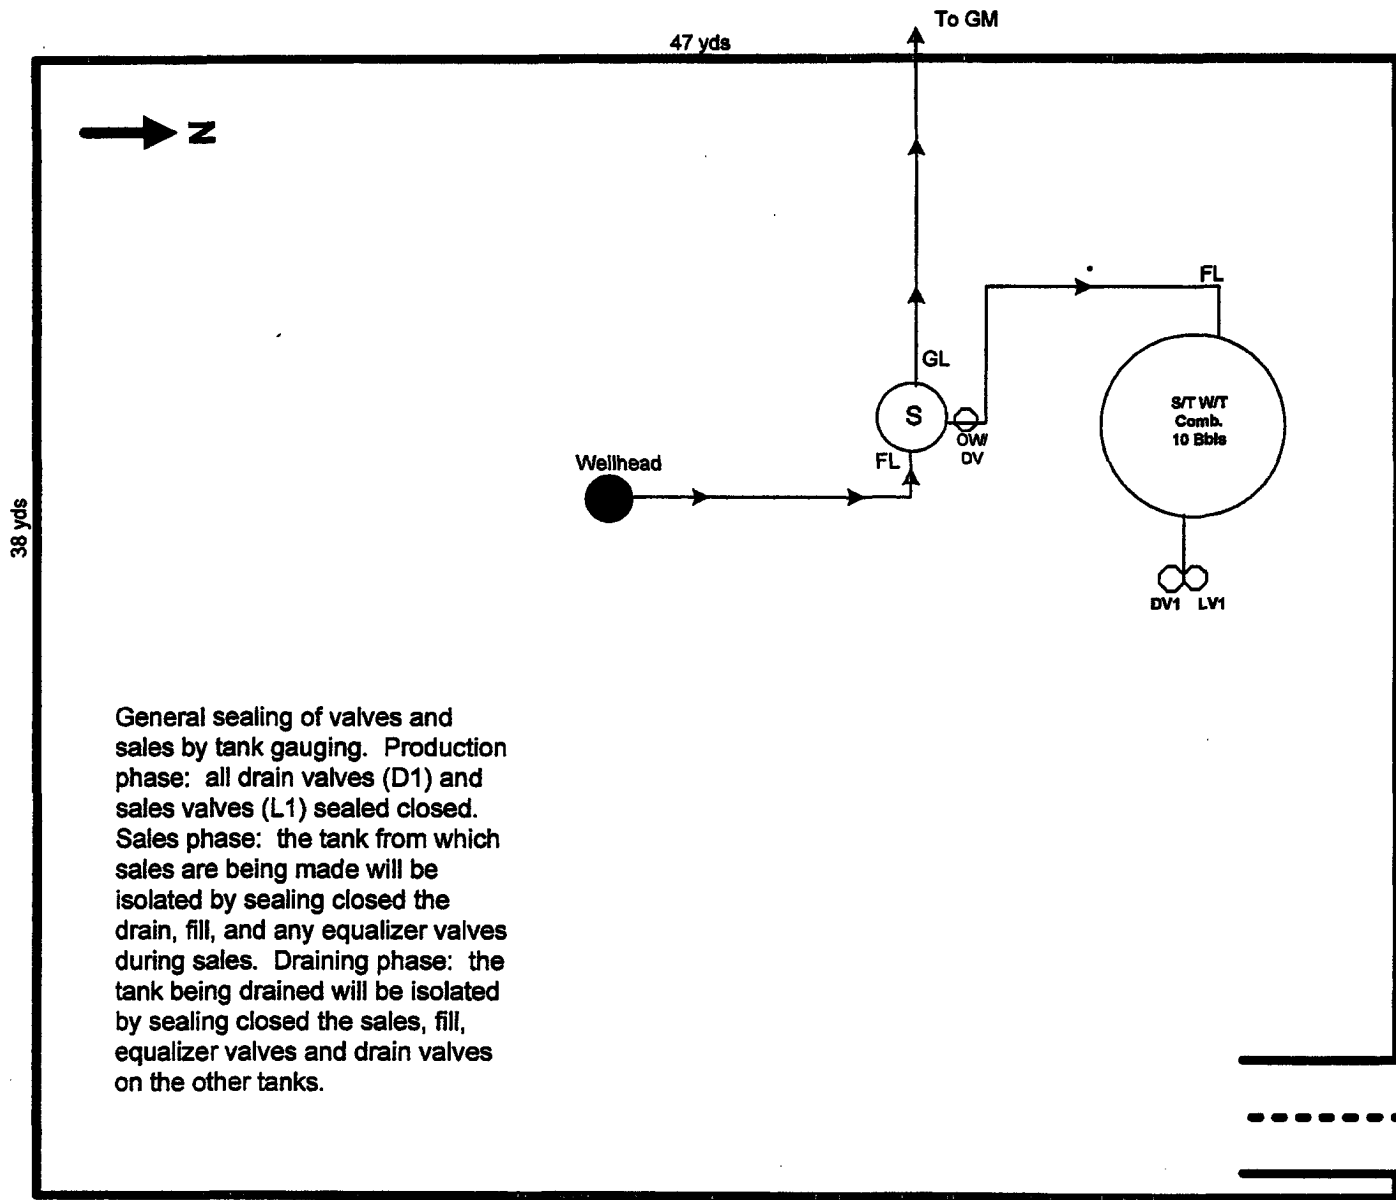 To GM
47 yds
N
FL
GL
S
S/T W/T
Comb.
10 Bbls
OW/
DV
FL
Wellhead
38 yds
DV1 LV1
General sealing of valves and
sales by tank gauging. Production
phase: all drain valves (D1) and
sales valves (L1) sealed closed.
Sales phase: the tank from which
sales are being made will be
isolated by sealing closed the
drain, fill, and any equalizer valves
during sales. Draining phase: the
tank being drained will be isolated
by sealing closed the sales, fill,
equalizer valves and drain valves
on the other tanks.